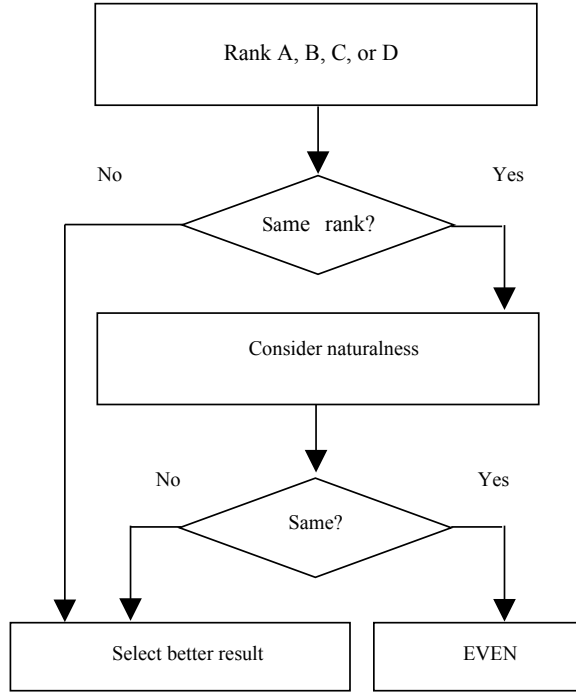 Rank A, B, C, or D
No
Yes
Same rank?
Consider naturalness
No
Yes
Same?
Select better result
EVEN